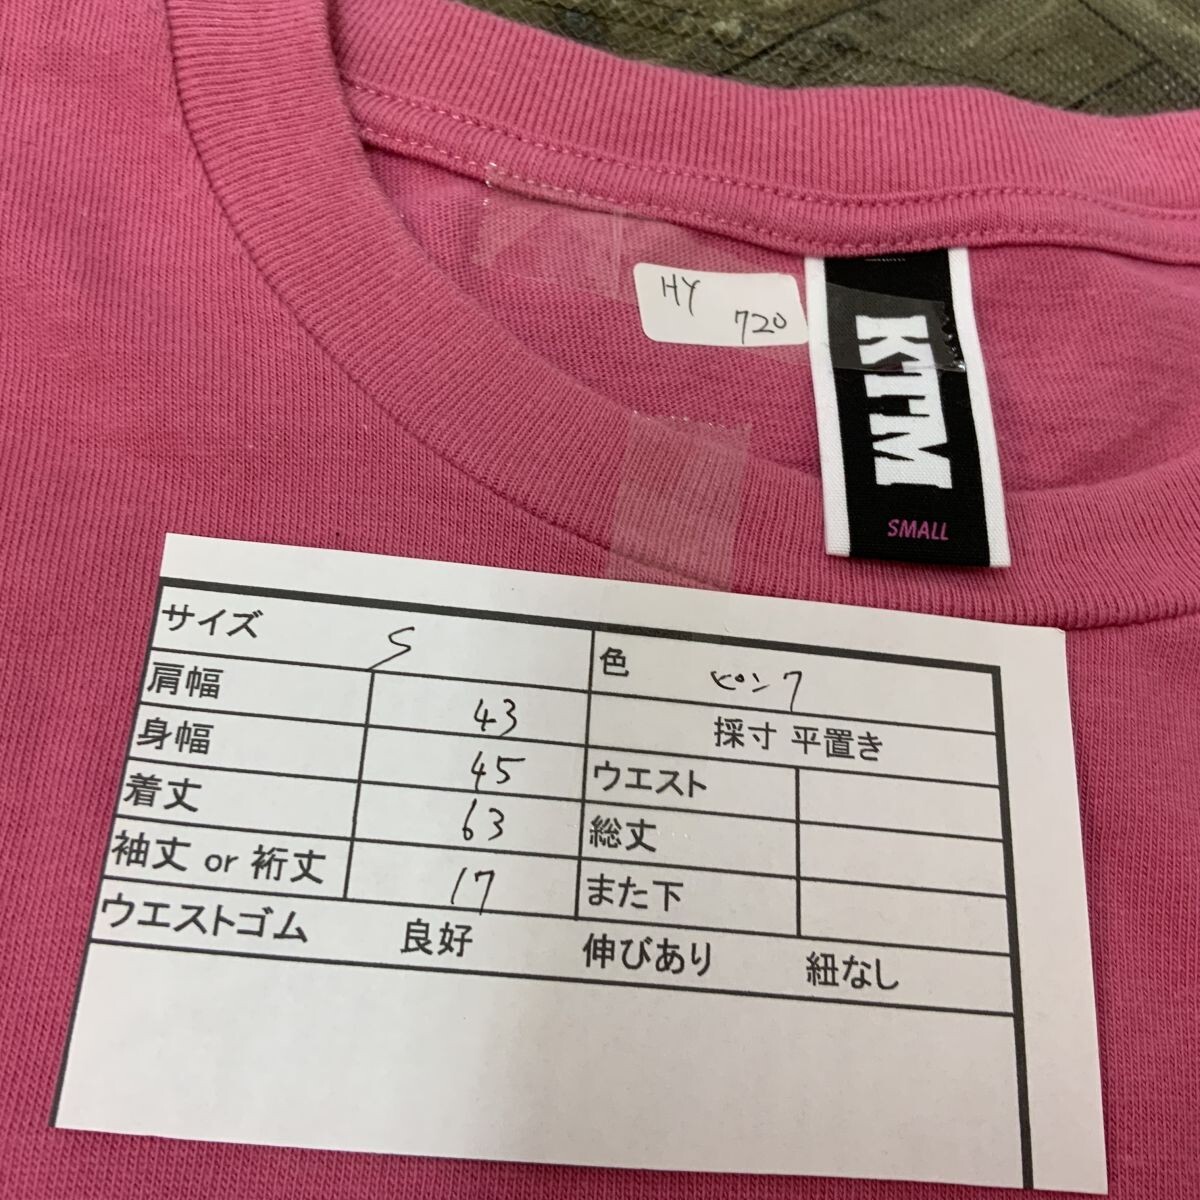 HY
720
KTM
SMALL
サイズ S 色 ピンク
肩幅 43 採寸 平置き
身幅 45 ウエスト
着丈 63 総丈
袖丈 or 裄丈 17 また下
ウエストゴム 良好 伸びあり 紐なし